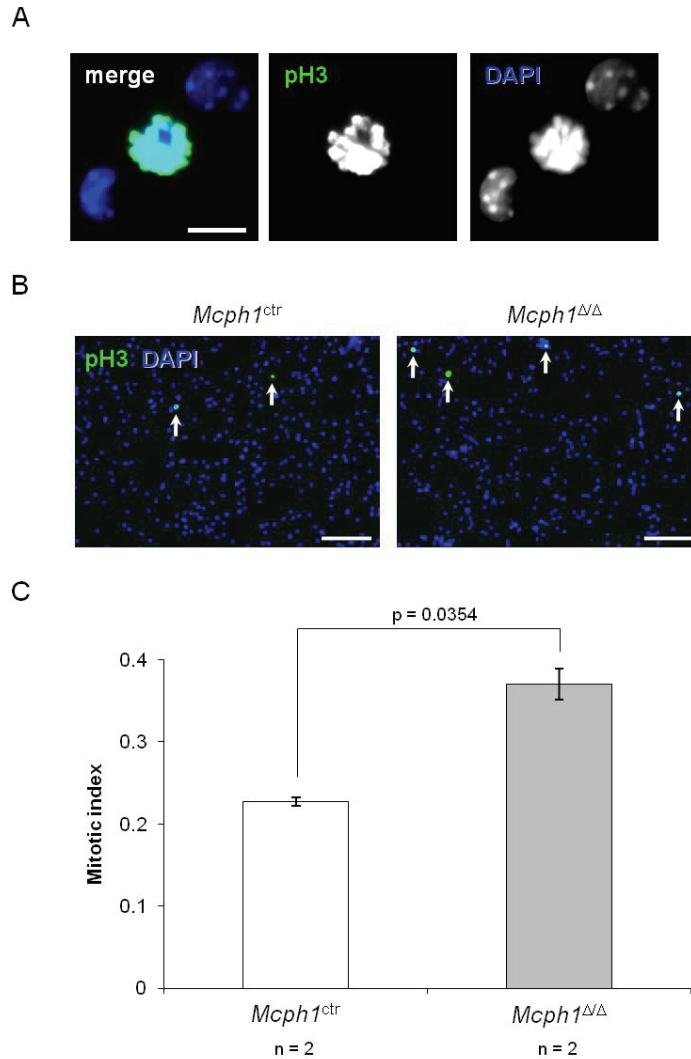 A
merge
pH3
DAPI
B
Mcph1ctr
Mcph1Δ/Δ
pH3 DAPI
C
p = 0.0354
0.4
0.3
0.2
0.1
0
Mitotic index
Mcph1ctr
Mcph1Δ/Δ
n = 2
n = 2